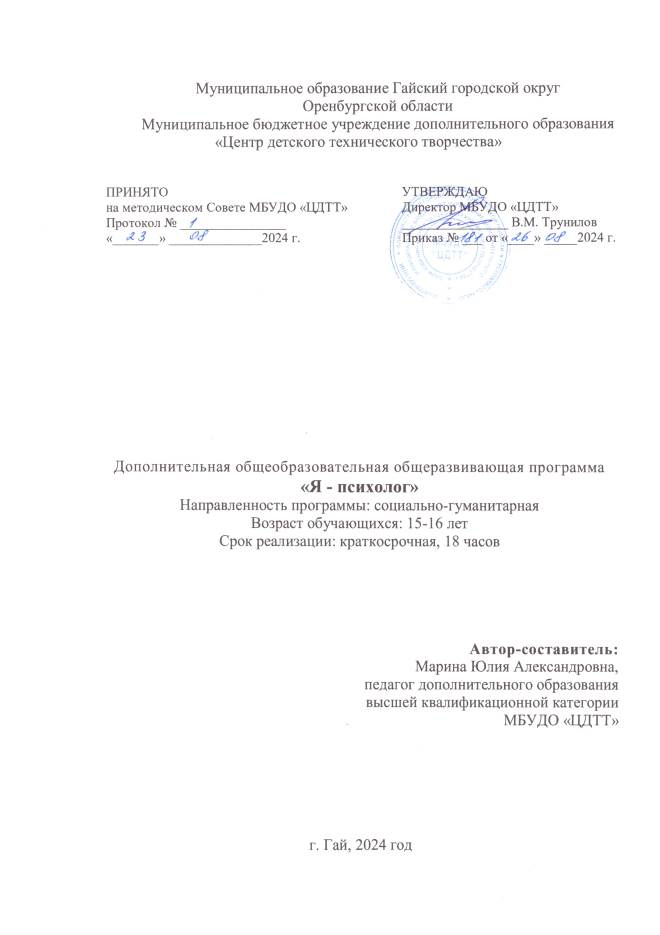 Муниципальное образование Гайский городской округ
Оренбургской области
Муниципальное бюджетное учреждение дополнительного образования
«Центр детского технического творчества»
ПРИНЯТО
на методическом Совете МБУДО «ЦДТТ»
Протокол № 1
«23» 08 2024 г.
УТВЕРЖДАЮ
Директор МБУДО «ЦДТТ»
В.М. Трунилов
Приказ № 181 от «26» 08 2024 г.
ЦДТТ
Дополнительная общеобразовательная общеразвивающая программа
«Я - психолог»
Направленность программы: социально-гуманитарная
Возраст обучающихся: 15-16 лет
Срок реализации: краткосрочная, 18 часов
Автор-составитель:
Марина Юлия Александровна,
педагог дополнительного образования
высшей квалификационной категории
МБУДО «ЦДТТ»
г. Гай, 2024 год